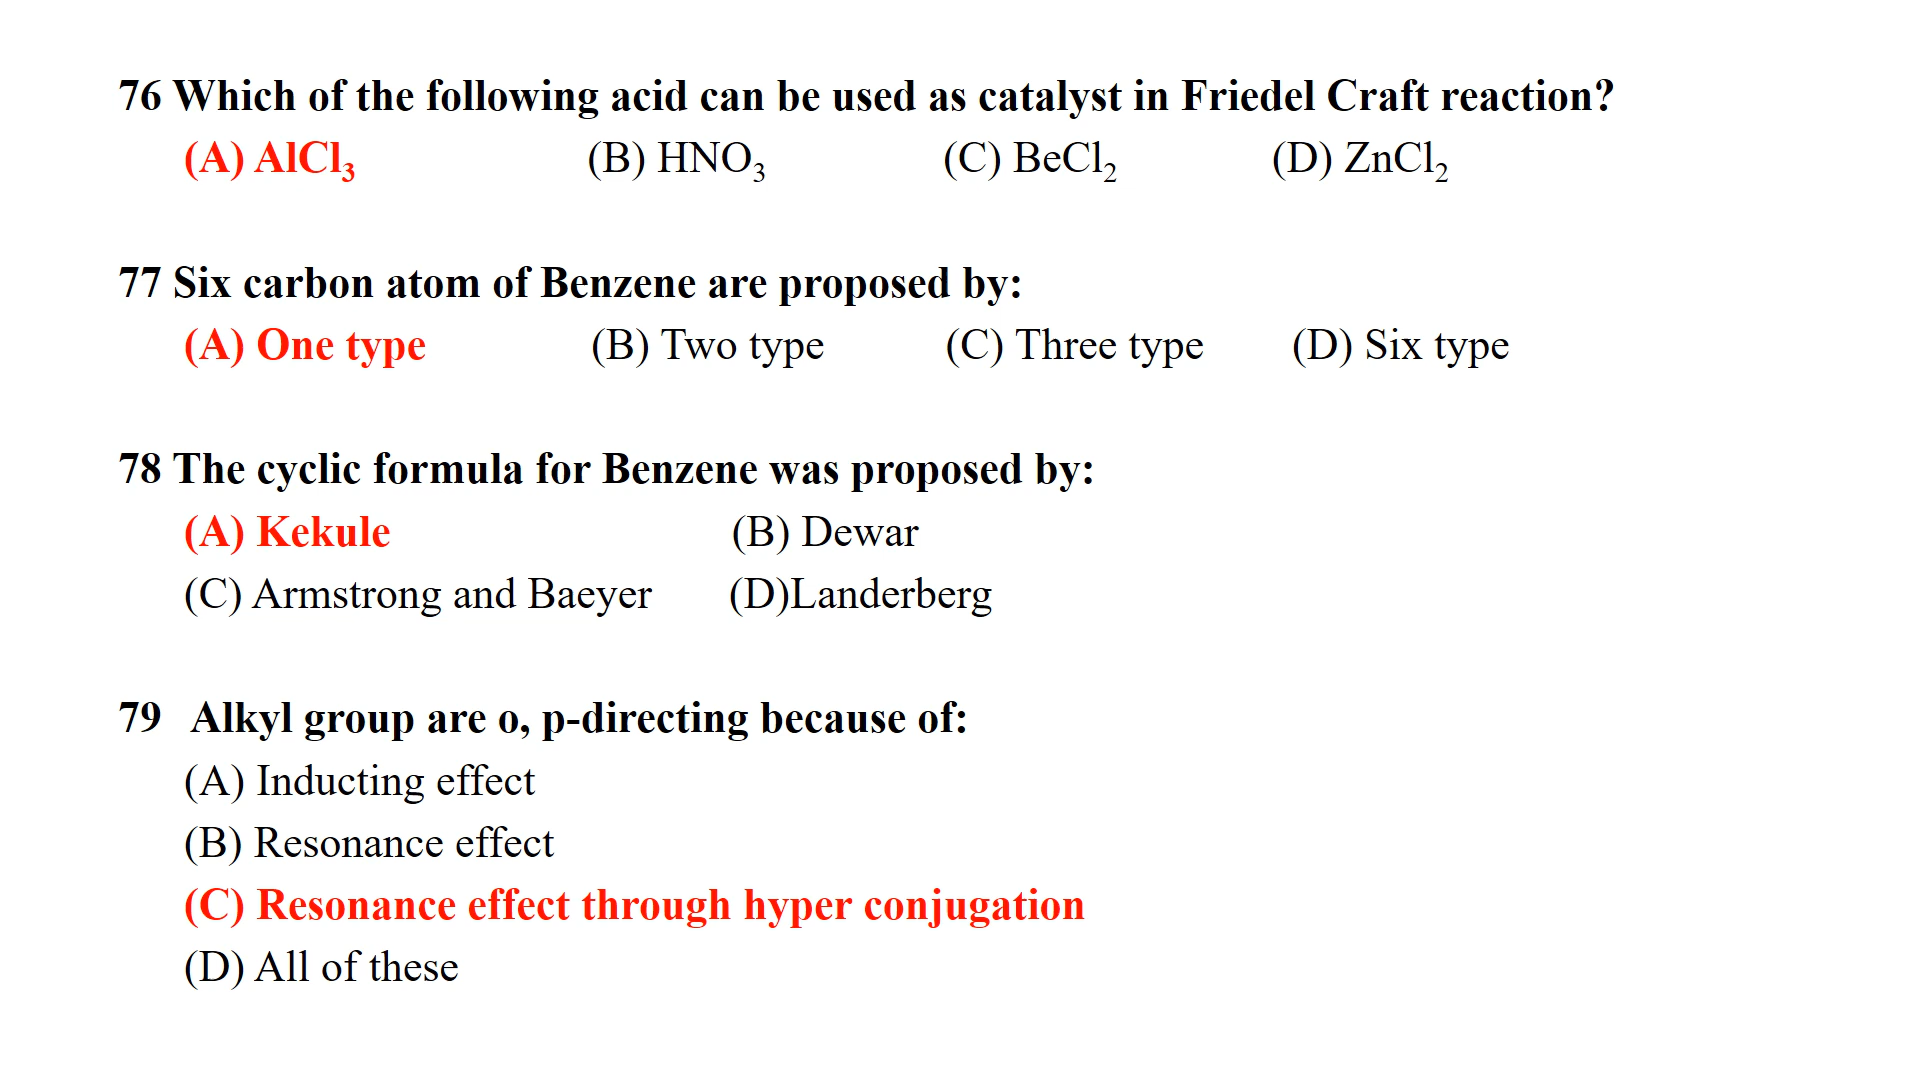 76 Which of the following acid can be used as catalyst in Friedel Craft reaction?
(A) AlCl₃ (B) HNO₃ (C) BeCl₂ (D) ZnCl₂
77 Six carbon atom of Benzene are proposed by:
(A) One type (B) Two type (C) Three type (D) Six type
78 The cyclic formula for Benzene was proposed by:
(A) Kekule (B) Dewar
(C) Armstrong and Baeyer (D)Landerberg
79 Alkyl group are o, p-directing because of:
(A) Inducting effect
(B) Resonance effect
(C) Resonance effect through hyper conjugation
(D) All of these